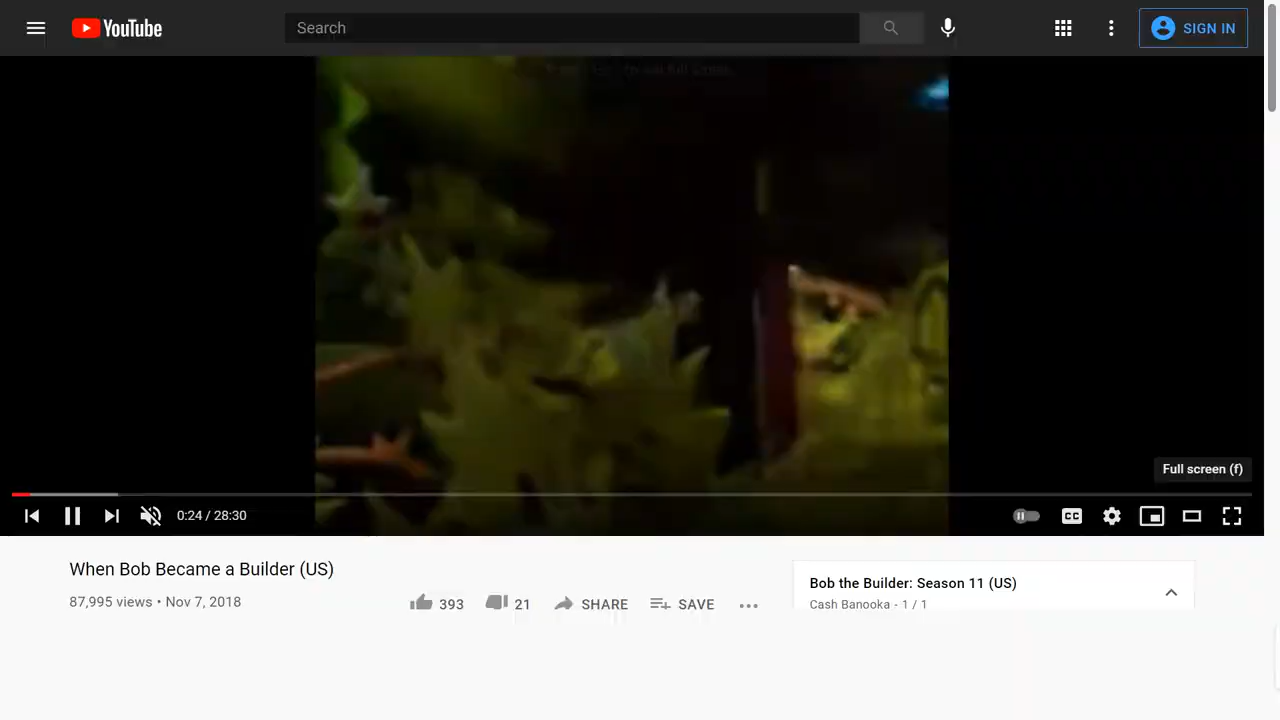 YouTube
Search
SIGN IN
Full screen (f)
0:24 / 28:30
CC
When Bob Became a Builder (US)
87,995 views • Nov 7, 2018
393
21
SHARE
SAVE
Bob the Builder: Season 11 (US)
Cash Banooka - 1 / 1